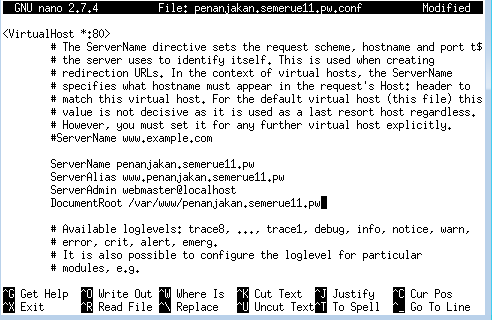 GNU nano 2.7.4 File: penanjakan.semerue11.pw.conf Modified
<VirtualHost *:80>
# The ServerName directive sets the request scheme, hostname and port t$
# the server uses to identify itself. This is used when creating
# redirection URLs. In the context of virtual hosts, the ServerName
# specifies what hostname must appear in the request's Host: header to
# match this virtual host. For the default virtual host (this file) this
# value is not decisive as it is used as a last resort host regardless.
# However, you must set it for any further virtual host explicitly.
#ServerName www.example.com
ServerName penanjakan.semerue11.pw
ServerAlias www.penanjakan.semerue11.pw
ServerAdmin webmaster@localhost
DocumentRoot /var/www/penanjakan.semerue11.pw
# Available loglevels: trace8, ..., trace1, debug, info, notice, warn,
# error, crit, alert, emerg.
# It is also possible to configure the loglevel for particular
# modules, e.g.
^G Get Help ^O Write Out ^W Where Is ^K Cut Text ^J Justify ^C Cur Pos
^X Exit ^R Read File ^\ Replace ^U Uncut Text ^T To Spell ^_ Go To Line